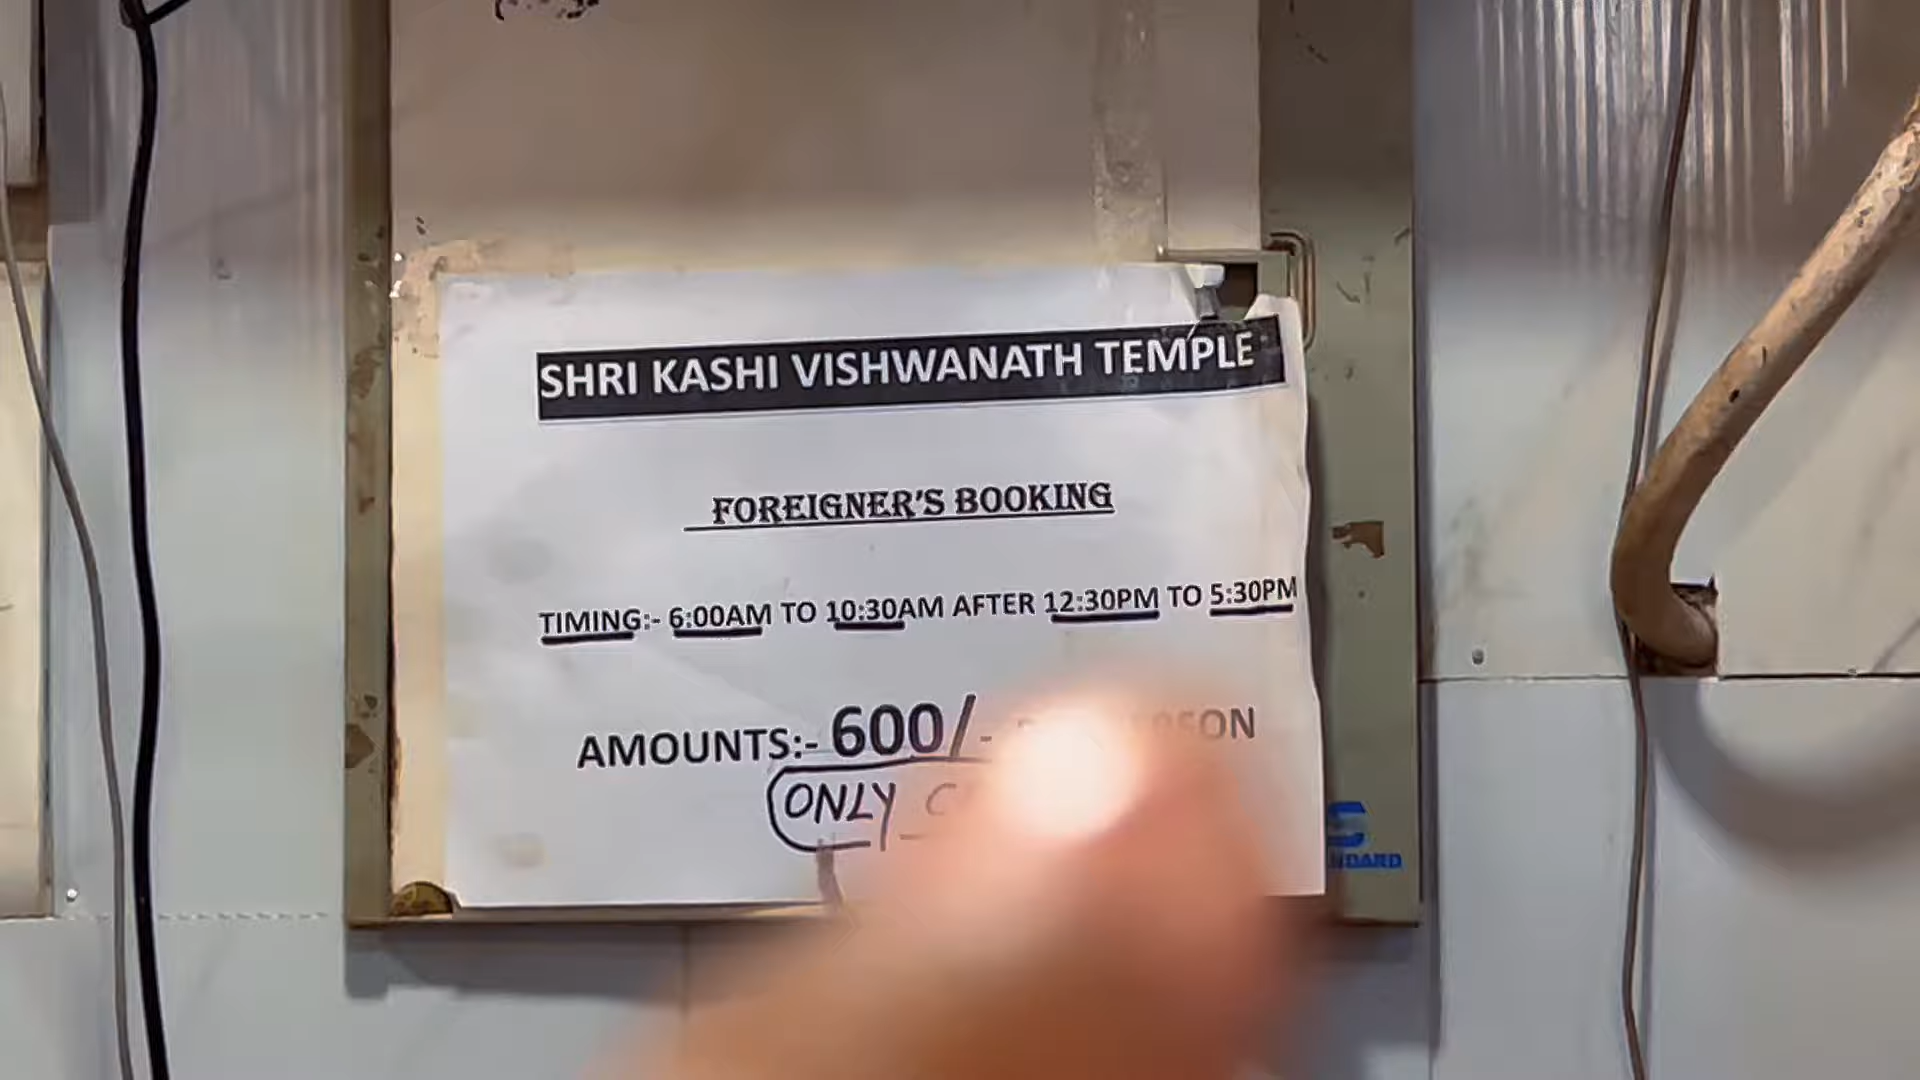 SHRI KASHI VISHWANATH TEMPLE
FOREIGNER'S BOOKING
TIMING:- 6:00AM TO 10:30AM AFTER 12:30PM TO 5:30PM
AMOUNTS:- 600/-
ONLY